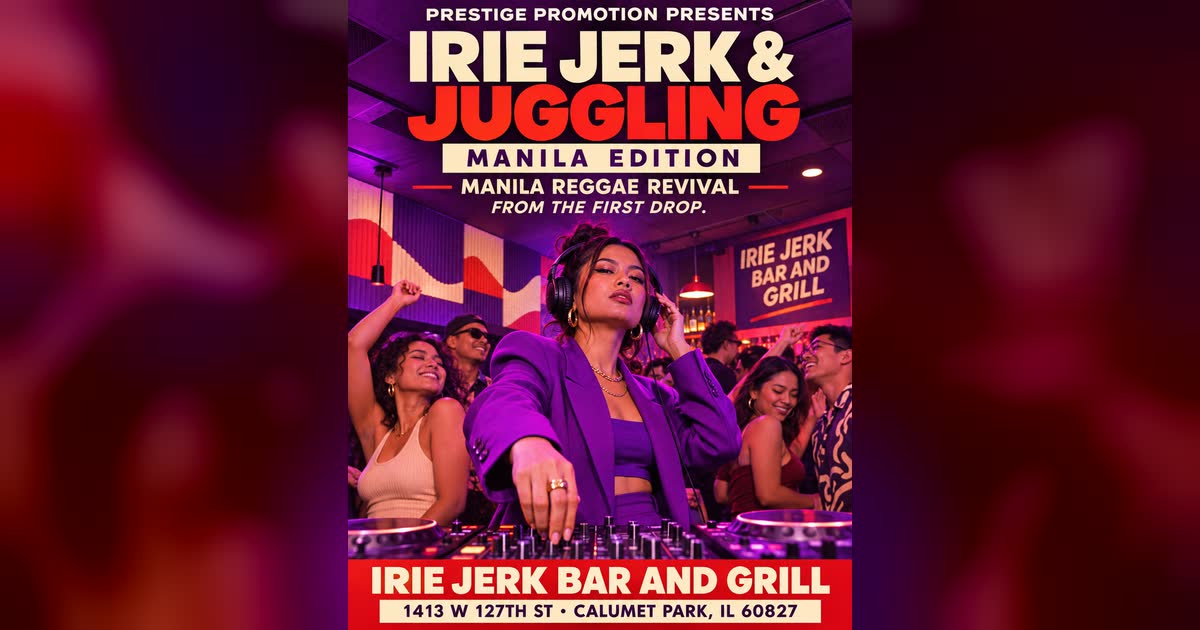 PRESTIGE PROMOTION PRESENTS
IRIE JERK &
JUGGLING
MANILA EDITION
MANILA REGGAE REVIVAL
FROM THE FIRST DROP.
IRIE JERK
BAR AND
GRILL
IRIE JERK BAR AND GRILL
1413 W 127TH ST • CALUMET PARK, IL 60827